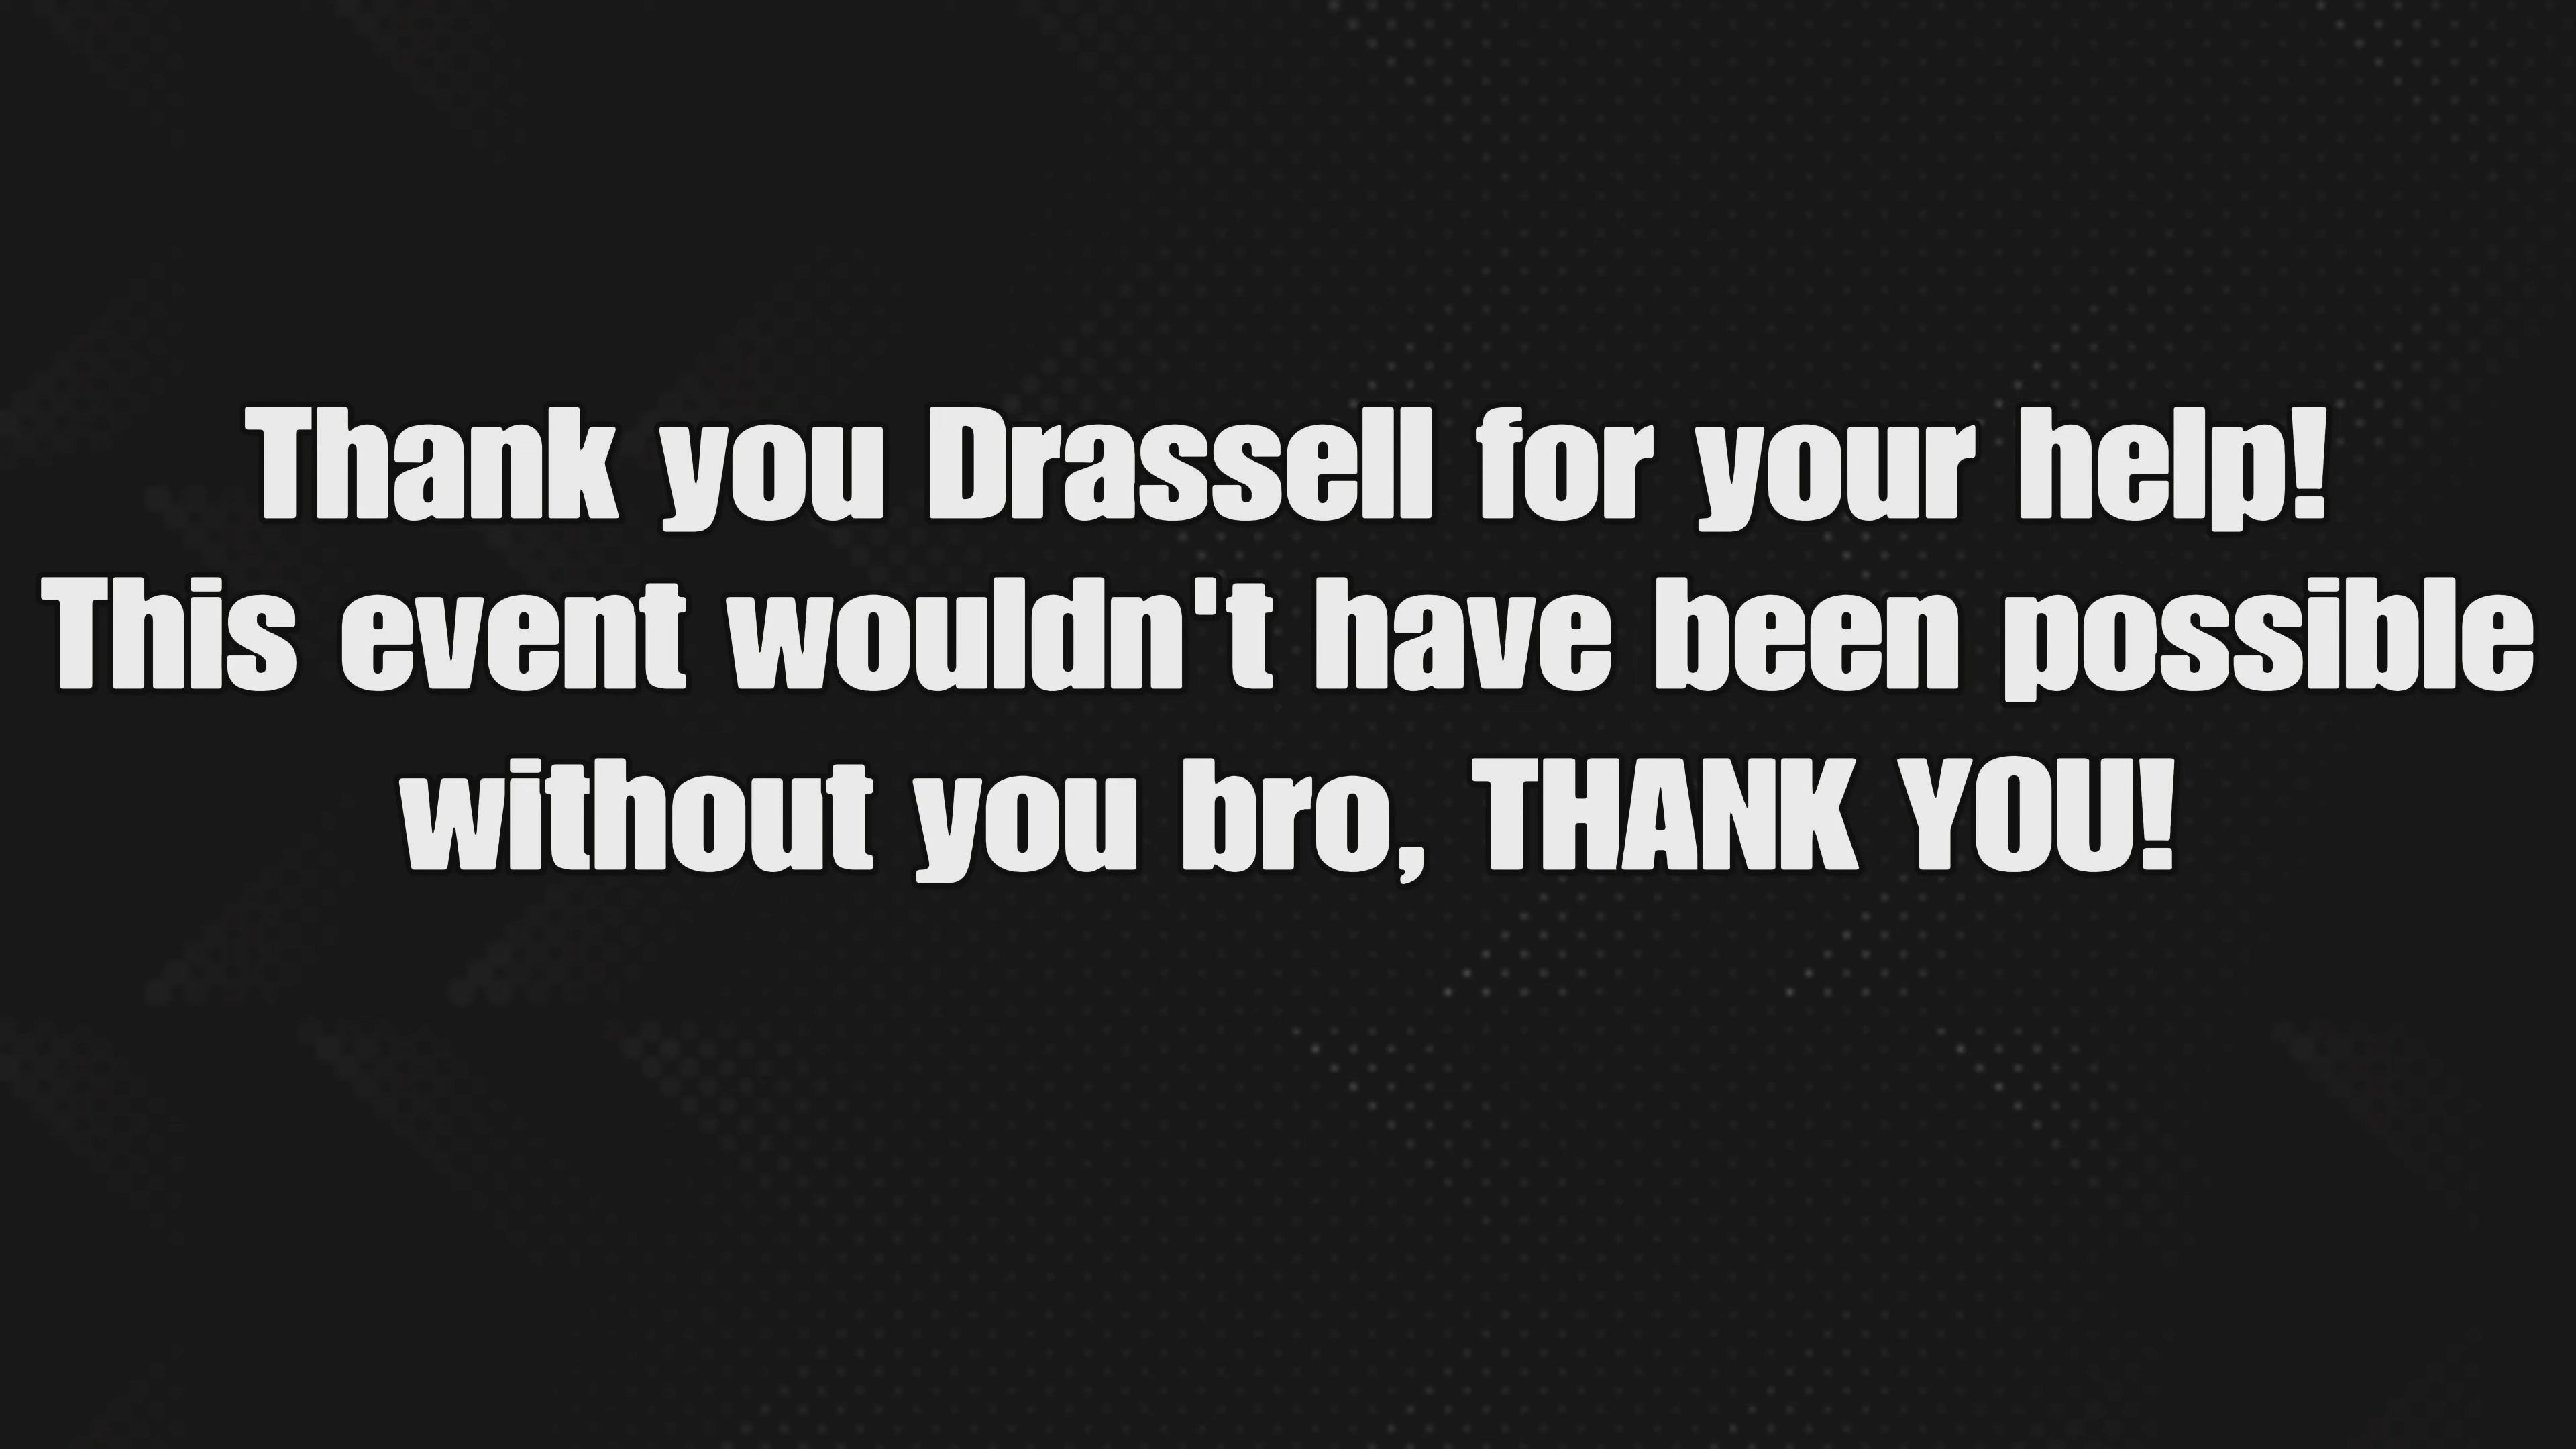 Thank you Drassell for your help!
This event wouldn't have been possible
without you bro, THANK YOU!